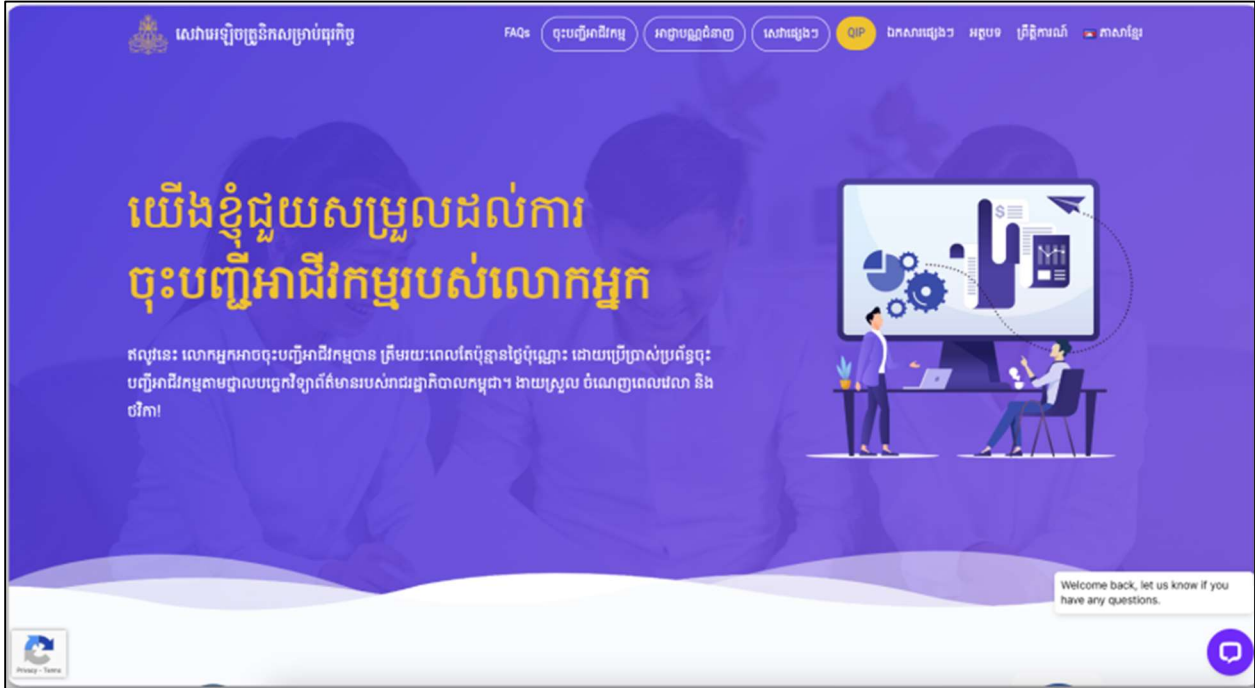 សេវាអេឡិចត្រូនិកសម្រាប់ធុរកិច្ច
FAQs
ចុះបញ្ជីអាជីវកម្ម
អាជ្ញាបណ្ណជំនាញ
សេវាផ្សេងៗ
QIP
ឯកសារផ្សេងៗ
អត្ថបទ
ព្រឹត្តិការណ៍
ភាសាខ្មែរ
យើងខ្ញុំជួយសម្រួលដល់ការ
ចុះបញ្ជីអាជីវកម្មរបស់លោកអ្នក
ឥលូវនេះ លោកអ្នកអាចចុះបញ្ជីអាជីវកម្មបាន ត្រឹមរយៈពេលតែប៉ុន្មានថ្ងៃប៉ុណ្ណោះ ដោយប្រើប្រាស់ប្រព័ន្ធចុះ
បញ្ជីអាជីវកម្មតាមថ្នាលបច្ចេកវិទ្យាព័ត៌មានរបស់រាជរដ្ឋាភិបាលកម្ពុជា។ ងាយស្រួល ចំណេញពេលវេលា និង
ថវិកា!
$
Welcome back, let us know if you
have any questions.
Privacy - Terms